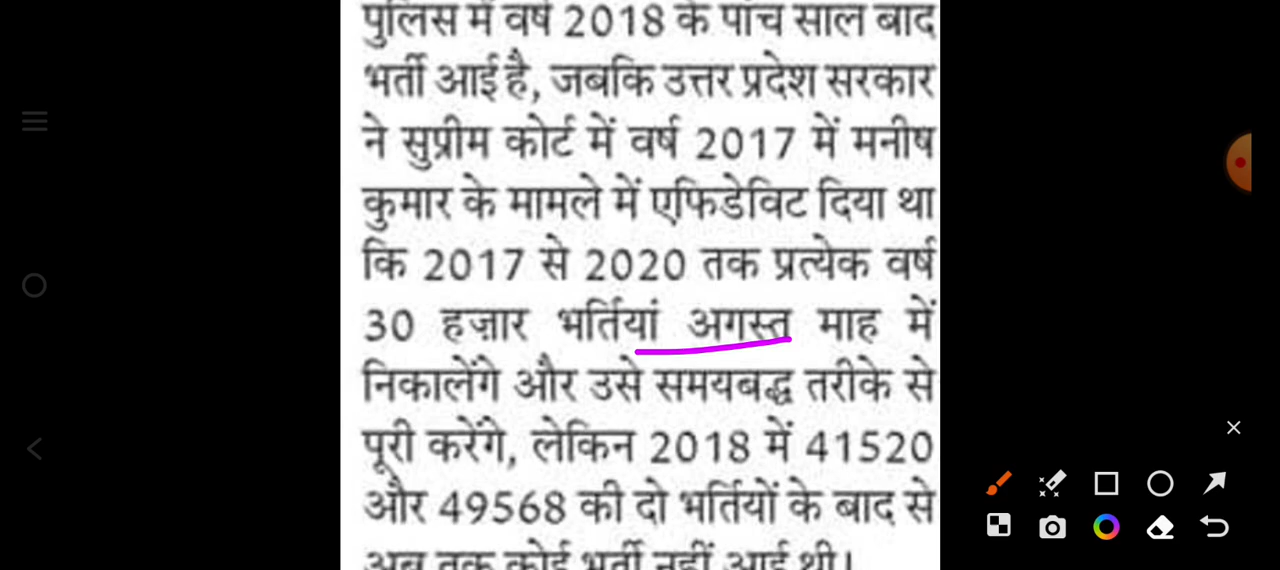 पुलिस में वर्ष 2018 के पांच साल बाद
भर्ती आई है, जबकि उत्तर प्रदेश सरकार
ने सुप्रीम कोर्ट में वर्ष 2017 में मनीष
कुमार के मामले में एफिडेविट दिया था
कि 2017 से 2020 तक प्रत्येक वर्ष
30 हज़ार भर्तियां अगस्त माह में
निकालेंगे और उसे समयबद्ध तरीके से
पूरी करेंगे, लेकिन 2018 में 41520
और 49568 की दो भर्तियों के बाद से
अब तक कोई भर्ती नहीं आई थी।